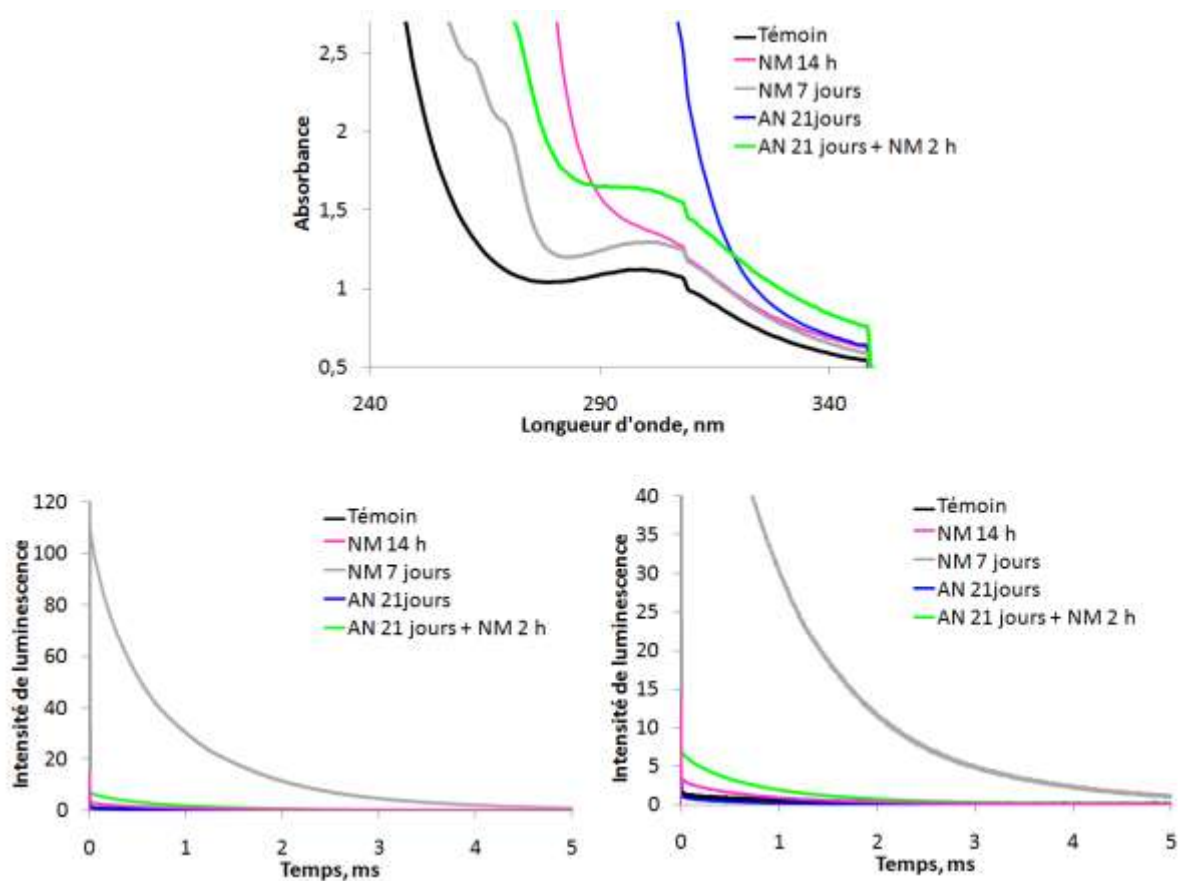 2,5
2
1,5
1
0,5
Absorbance
240
290
340
Longueur d'onde, nm
Témoin
NM 14 h
NM 7 jours
AN 21jours
AN 21 jours + NM 2 h
120
100
80
60
40
20
0
Intensité de luminescence
0
1
2
3
4
5
Temps, ms
Témoin
NM 14 h
NM 7 jours
AN 21jours
AN 21 jours + NM 2 h
40
35
30
25
20
15
10
5
0
Intensité de luminescence
0
1
2
3
4
5
Temps, ms
Témoin
NM 14 h
NM 7 jours
AN 21jours
AN 21 jours + NM 2 h